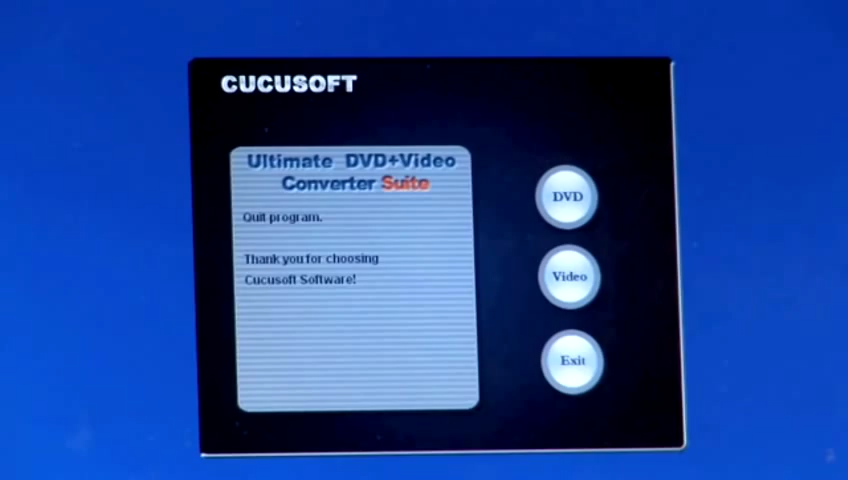 CUCUSOFT
Ultimate DVD+Video
Converter Suite
Quit program.
Thank you for choosing
Cucusoft Software!
DVD
Video
Exit